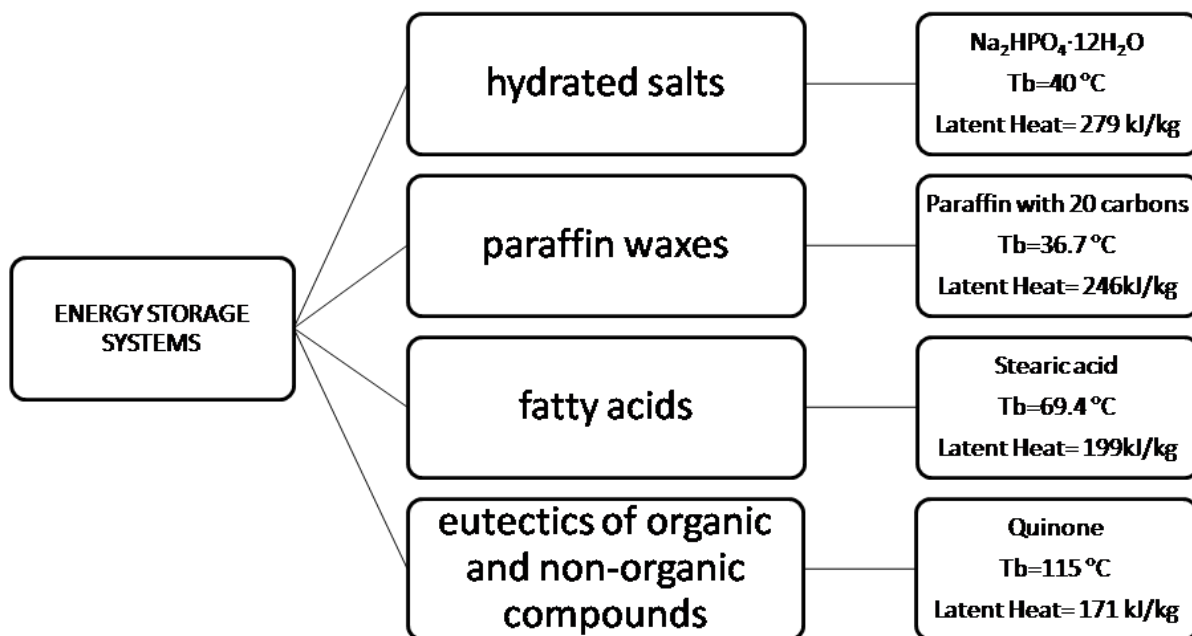 ENERGY STORAGE
SYSTEMS
hydrated salts
Na₂HPO₄·12H₂O
Tb=40 °C
Latent Heat= 279 kJ/kg
paraffin waxes
Paraffin with 20 carbons
Tb=36.7 °C
Latent Heat= 246kJ/kg
fatty acids
Stearic acid
Tb=69.4 °C
Latent Heat= 199kJ/kg
eutectics of organic
and non-organic
compounds
Quinone
Tb=115 °C
Latent Heat= 171 kJ/kg